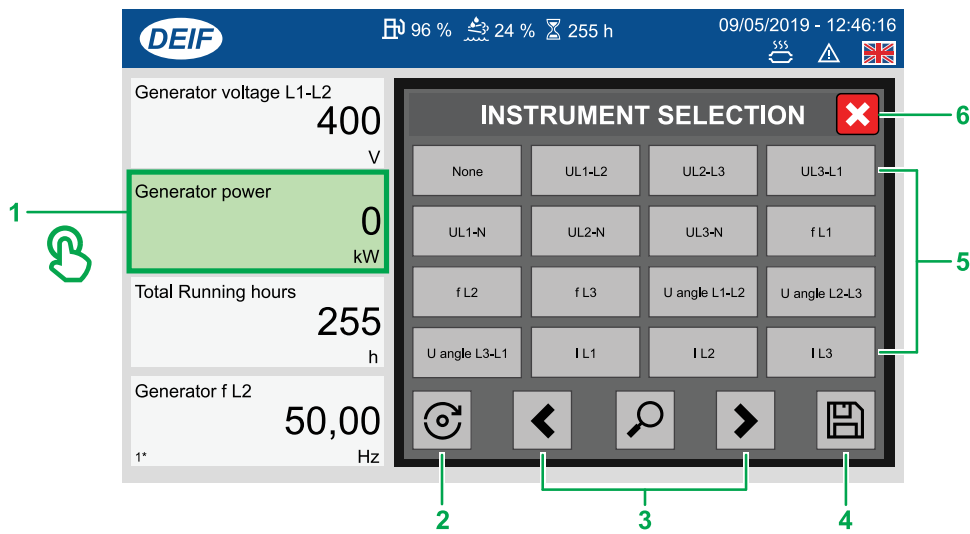 DEIF
96 % 24 % 255 h
09/05/2019 - 12:46:16
Generator voltage L1-L2
400
V
Generator power
0
kW
Total Running hours
255
h
Generator f L2
50,00
1* Hz
INSTRUMENT SELECTION
None UL1-L2 UL2-L3 UL3-L1
UL1-N UL2-N UL3-N f L1
f L2 f L3 U angle L1-L2 U angle L2-L3
U angle L3-L1 I L1 I L2 I L3
1
2
3
4
5
6